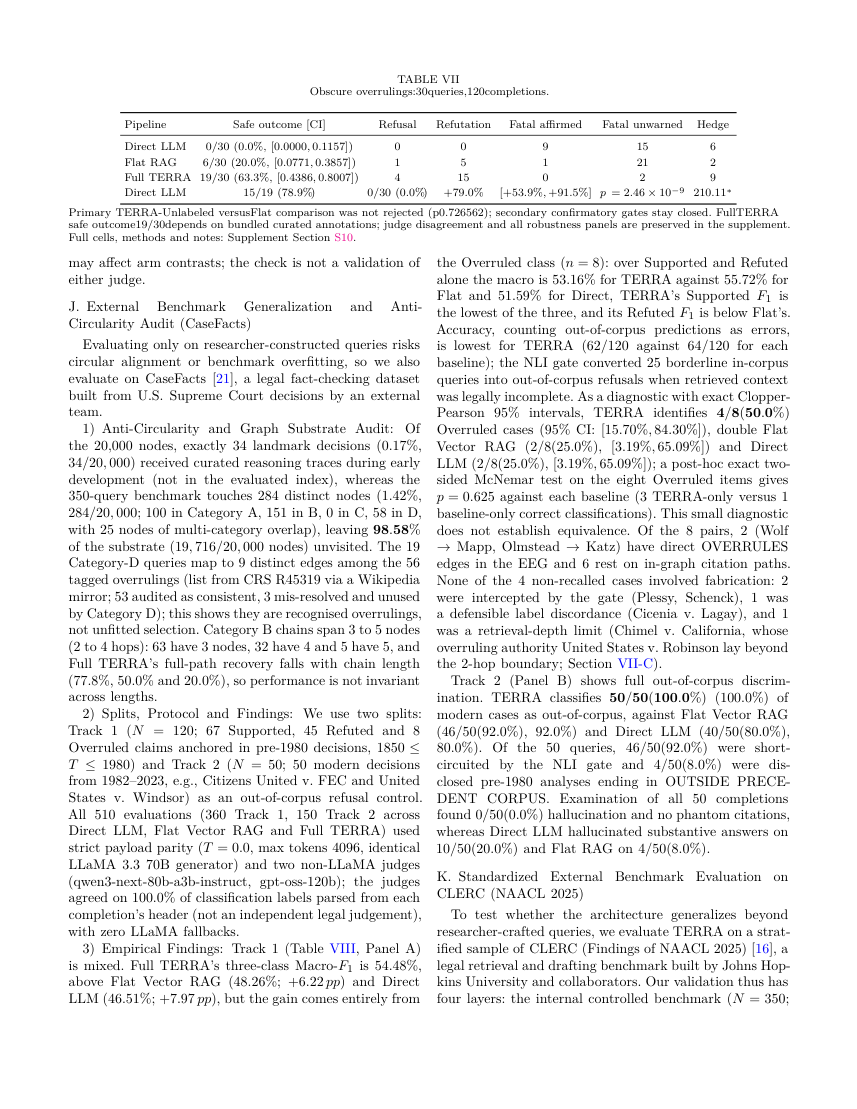 TABLE VII
Obscure overrulings:30queries,120completions.
Pipeline Safe outcome [CI] Refusal Refutation Fatal affirmed Fatal unwarned Hedge
Direct LLM 0/30 (0.0%, [0.0000, 0.1157]) 0 0 9 15 6
Flat RAG 6/30 (20.0%, [0.0771, 0.3857]) 1 5 1 21 2
Full TERRA 19/30 (63.3%, [0.4386, 0.8007]) 4 15 0 2 9
Direct LLM 15/19 (78.9%) 0/30 (0.0%) +79.0% [+53.9%, +91.5%] p = 2.46 × 10⁻⁹ 210.11*
Primary TERRA-Unlabeled versusFlat comparison was not rejected (p0.726562); secondary confirmatory gates stay closed. FullTERRA
safe outcome19/30depends on bundled curated annotations; judge disagreement and all robustness panels are preserved in the supplement.
Full cells, methods and notes: Supplement Section S10.
may affect arm contrasts; the check is not a validation of
either judge.
J. External Benchmark Generalization and Anti-
Circularity Audit (CaseFacts)
Evaluating only on researcher-constructed queries risks
circular alignment or benchmark overfitting, so we also
evaluate on CaseFacts [21], a legal fact-checking dataset
built from U.S. Supreme Court decisions by an external
team.
1) Anti-Circularity and Graph Substrate Audit: Of
the 20,000 nodes, exactly 34 landmark decisions (0.17%,
34/20, 000) received curated reasoning traces during early
development (not in the evaluated index), whereas the
350-query benchmark touches 284 distinct nodes (1.42%,
284/20, 000; 100 in Category A, 151 in B, 0 in C, 58 in D,
with 25 nodes of multi-category overlap), leaving 98.58%
of the substrate (19, 716/20, 000 nodes) unvisited. The 19
Category-D queries map to 9 distinct edges among the 56
tagged overrulings (list from CRS R45319 via a Wikipedia
mirror; 53 audited as consistent, 3 mis-resolved and unused
by Category D); this shows they are recognised overrulings,
not unfitted selection. Category B chains span 3 to 5 nodes
(2 to 4 hops): 63 have 3 nodes, 32 have 4 and 5 have 5, and
Full TERRA's full-path recovery falls with chain length
(77.8%, 50.0% and 20.0%), so performance is not invariant
across lengths.
2) Splits, Protocol and Findings: We use two splits:
Track 1 (N = 120; 67 Supported, 45 Refuted and 8
Overruled claims anchored in pre-1980 decisions, 1850 ≤
T ≤ 1980) and Track 2 (N = 50; 50 modern decisions
from 1982–2023, e.g., Citizens United v. FEC and United
States v. Windsor) as an out-of-corpus refusal control.
All 510 evaluations (360 Track 1, 150 Track 2 across
Direct LLM, Flat Vector RAG and Full TERRA) used
strict payload parity (T = 0.0, max tokens 4096, identical
LLaMA 3.3 70B generator) and two non-LLaMA judges
(qwen3-next-80b-a3b-instruct, gpt-oss-120b); the judges
agreed on 100.0% of classification labels parsed from each
completion's header (not an independent legal judgement),
with zero LLaMA fallbacks.
3) Empirical Findings: Track 1 (Table VIII, Panel A)
is mixed. Full TERRA's three-class Macro-F₁ is 54.48%,
above Flat Vector RAG (48.26%; +6.22 pp) and Direct
LLM (46.51%; +7.97 pp), but the gain comes entirely from
the Overruled class (n = 8): over Supported and Refuted
alone the macro is 53.16% for TERRA against 55.72% for
Flat and 51.59% for Direct, TERRA's Supported F₁ is
the lowest of the three, and its Refuted F₁ is below Flat's.
Accuracy, counting out-of-corpus predictions as errors,
is lowest for TERRA (62/120 against 64/120 for each
baseline); the NLI gate converted 25 borderline in-corpus
queries into out-of-corpus refusals when retrieved context
was legally incomplete. As a diagnostic with exact Clopper-
Pearson 95% intervals, TERRA identifies 4/8(50.0%)
Overruled cases (95% CI: [15.70%, 84.30%]), double Flat
Vector RAG (2/8(25.0%), [3.19%, 65.09%]) and Direct
LLM (2/8(25.0%), [3.19%, 65.09%]); a post-hoc exact two-
sided McNemar test on the eight Overruled items gives
p = 0.625 against each baseline (3 TERRA-only versus 1
baseline-only correct classifications). This small diagnostic
does not establish equivalence. Of the 8 pairs, 2 (Wolf
→ Mapp, Olmstead → Katz) have direct OVERRULES
edges in the EEG and 6 rest on in-graph citation paths.
None of the 4 non-recalled cases involved fabrication: 2
were intercepted by the gate (Plessy, Schenck), 1 was
a defensible label discordance (Cicenia v. Lagay), and 1
was a retrieval-depth limit (Chimel v. California, whose
overruling authority United States v. Robinson lay beyond
the 2-hop boundary; Section VII-C).
Track 2 (Panel B) shows full out-of-corpus discrim-
ination. TERRA classifies 50/50(100.0%) (100.0%) of
modern cases as out-of-corpus, against Flat Vector RAG
(46/50(92.0%), 92.0%) and Direct LLM (40/50(80.0%),
80.0%). Of the 50 queries, 46/50(92.0%) were short-
circuited by the NLI gate and 4/50(8.0%) were dis-
closed pre-1980 analyses ending in OUTSIDE PRECE-
DENT CORPUS. Examination of all 50 completions
found 0/50(0.0%) hallucination and no phantom citations,
whereas Direct LLM hallucinated substantive answers on
10/50(20.0%) and Flat RAG on 4/50(8.0%).
K. Standardized External Benchmark Evaluation on
CLERC (NAACL 2025)
To test whether the architecture generalizes beyond
researcher-crafted queries, we evaluate TERRA on a strat-
ified sample of CLERC (Findings of NAACL 2025) [16], a
legal retrieval and drafting benchmark built by Johns Hop-
kins University and collaborators. Our validation thus has
four layers: the internal controlled benchmark (N = 350;